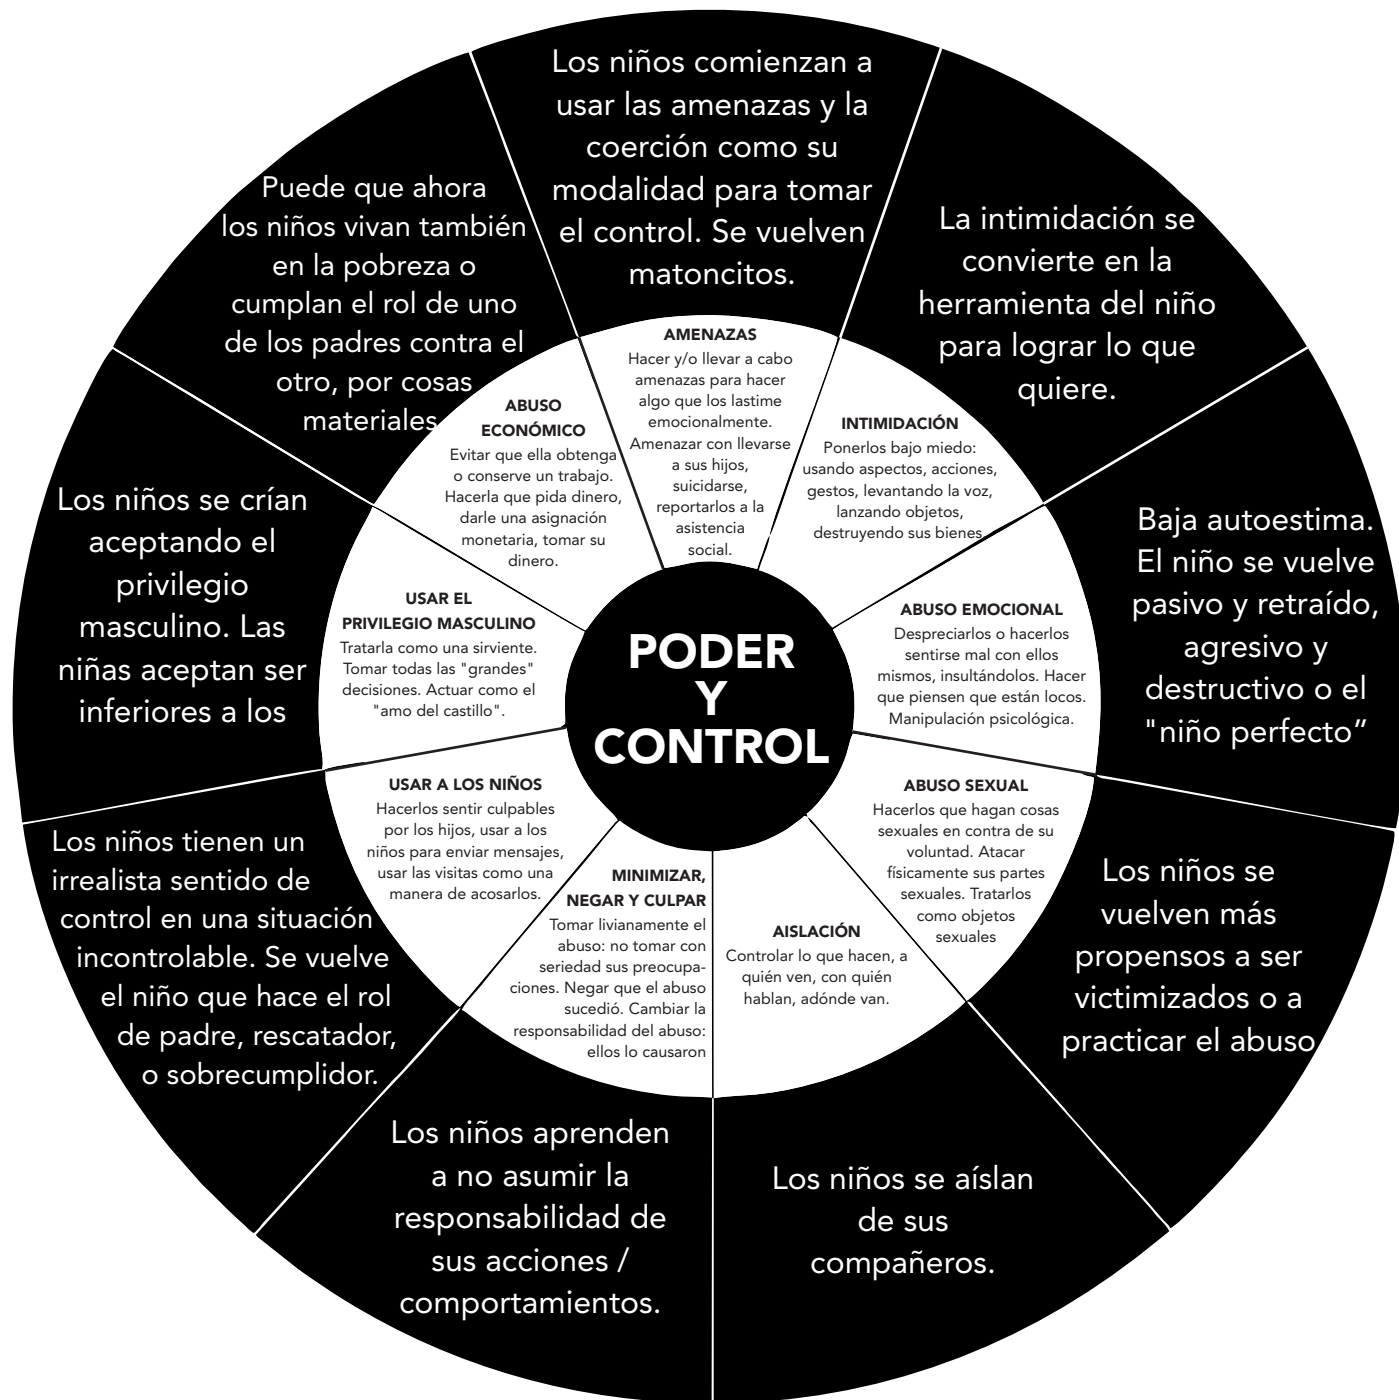 PODER
Y
CONTROL
AMENAZAS
Hacer y/o llevar a cabo
amenazas para hacer
algo que los lastime
emocionalmente.
Amenazar con llevarse
a sus hijos,
suicidarse,
reportarlos a la
asistencia
social.
Los niños comienzan a
usar las amenazas y la
coerción como su
modalidad para tomar
el control. Se vuelven
matoncitos.
INTIMIDACIÓN
Ponerlos bajo miedo:
usando aspectos, acciones,
gestos, levantando la voz,
lanzando objetos,
destruyendo sus bienes
La intimidación se
convierte en la
herramienta del niño
para lograr lo que
quiere.
ABUSO EMOCIONAL
Despreciarlos o hacerlos
sentirse mal con ellos
mismos, insultándolos. Hacer
que piensen que están locos.
Manipulación psicológica.
Baja autoestima.
El niño se vuelve
pasivo y retraído,
agresivo y
destructivo o el
"niño perfecto”
ABUSO SEXUAL
Hacerlos que hagan cosas
sexuales en contra de su
voluntad. Atacar
físicamente sus partes
sexuales. Tratarlos
como objetos
sexuales
Los niños se
vuelven más
propensos a ser
victimizados o a
practicar el abuso
AISLACIÓN
Controlar lo que hacen, a
quién ven, con quién
hablan, adónde van.
Los niños se aíslan
de sus
compañeros.
MINIMIZAR,
NEGAR Y CULPAR
Tomar livianamente el
abuso: no tomar con
seriedad sus preocupa-
ciones. Negar que el abuso
sucedió. Cambiar la
responsabilidad del abuso:
ellos lo causaron
Los niños aprenden
a no asumir la
responsabilidad de
sus acciones /
comportamientos.
USAR A LOS NIÑOS
Hacerlos sentir culpables
por los hijos, usar a los
niños para enviar mensajes,
usar las visitas como una
manera de acosarlos.
Los niños tienen un
irrealista sentido de
control en una situación
incontrolable. Se vuelve
el niño que hace el rol
de padre, rescatador,
o sobrecumplidor.
USAR EL
PRIVILEGIO MASCULINO
Tratarla como una sirviente.
Tomar todas las "grandes"
decisiones. Actuar como el
"amo del castillo".
Los niños se crían
aceptando el
privilegio
masculino. Las
niñas aceptan ser
inferiores a los
ABUSO
ECONÓMICO
Evitar que ella obtenga
o conserve un trabajo.
Hacerla que pida dinero,
darle una asignación
monetaria, tomar su
dinero.
Puede que ahora
los niños vivan también
en la pobreza o
cumplan el rol de uno
de los padres contra el
otro, por cosas
materiales